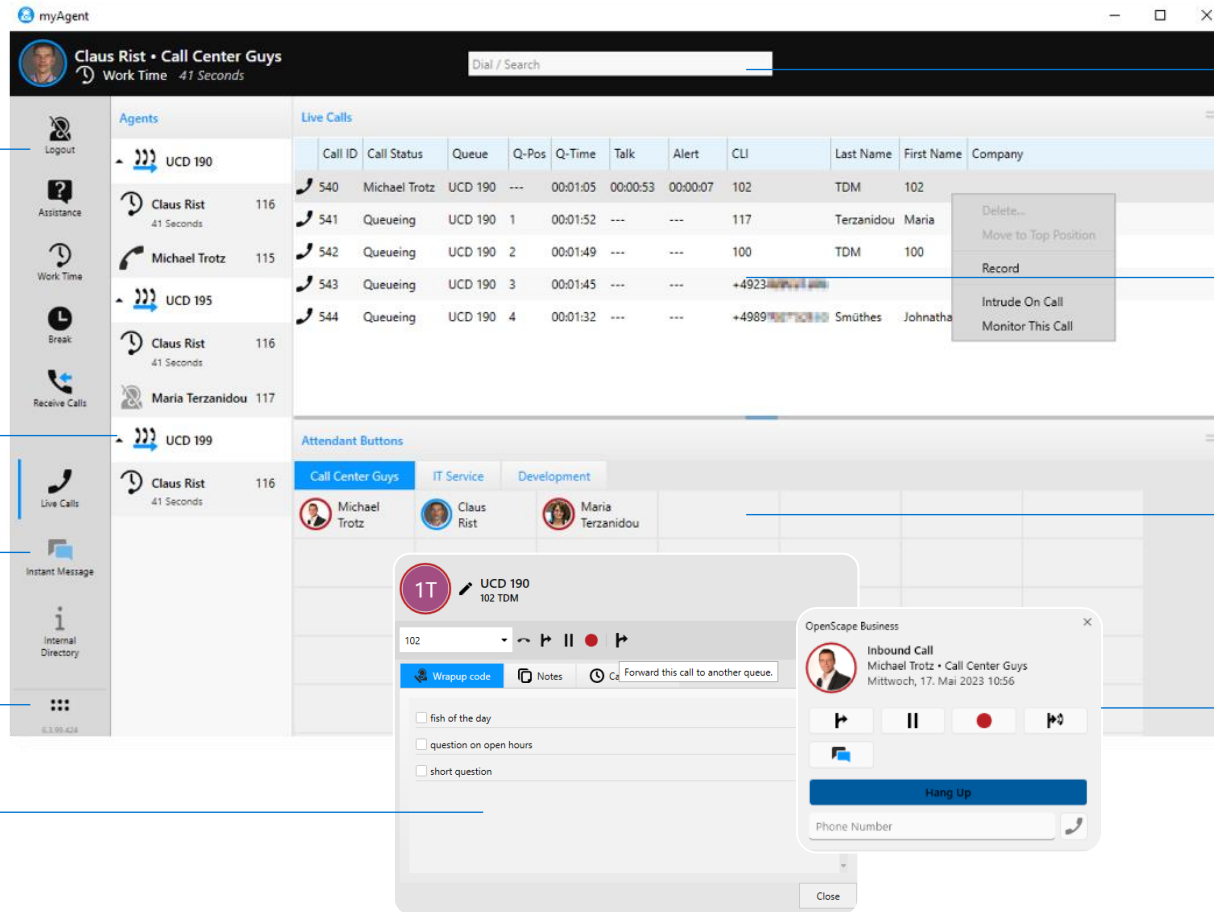 myAgent
Claus Rist • Call Center Guys
Work Time 41 Seconds
Dial / Search
Logout
Assistance
Work Time
Break
Receive Calls
Live Calls
Instant Message
Internal
Directory
6.3.99.424
Agents
UCD 190
Claus Rist 116
41 Seconds
Michael Trotz 115
UCD 195
Claus Rist 116
41 Seconds
Maria Terzanidou 117
UCD 199
Claus Rist 116
41 Seconds
Live Calls
Call ID Call Status Queue Q-Pos Q-Time Talk Alert CLI Last Name First Name Company
540 Michael Trotz UCD 190 --- 00:01:05 00:00:53 00:00:07 102 TDM 102
541 Queueing UCD 190 1 00:01:52 --- --- 117 Terzanidou Maria
542 Queueing UCD 190 2 00:01:49 --- --- 100 TDM 100
543 Queueing UCD 190 3 00:01:45 --- --- +4923
544 Queueing UCD 190 4 00:01:32 --- --- +4989 Smüthes Johnatha
Delete...
Move to Top Position
Record
Intrude On Call
Monitor This Call
Attendant Buttons
Call Center Guys IT Service Development
Michael
Trotz
Claus
Rist
Maria
Terzanidou
1T
UCD 190
102 TDM
102
Wrapup code Notes Ca
Forward this call to another queue.
fish of the day
question on open hours
short question
Close
OpenScape Business
Inbound Call
Michael Trotz • Call Center Guys
Mittwoch, 17. Mai 2023 10:56
Hang Up
Phone Number